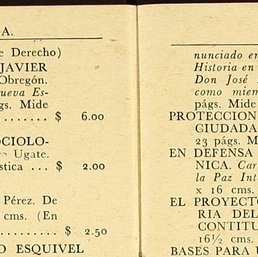 A.
e Derecho)
JAVIER
Obregón.
ueva Es-
gs. Mide
....... $ 6.00
OCIOLO-
Ugate.
stica ... $ 2.00
Pérez. De
cms. (En
......... $ 2.50
O ESQUIVEL
nunciado en
Historia en
Don José
como miem
págs. Mide
PROTECCION
CIUDADA
23 págs. M
EN DEFENSA
NICA. Car
la Paz Int
x 16 cms.
EL PROYECTO
RIA DEL
CONTITU
16½ cms.
BASES PARA U